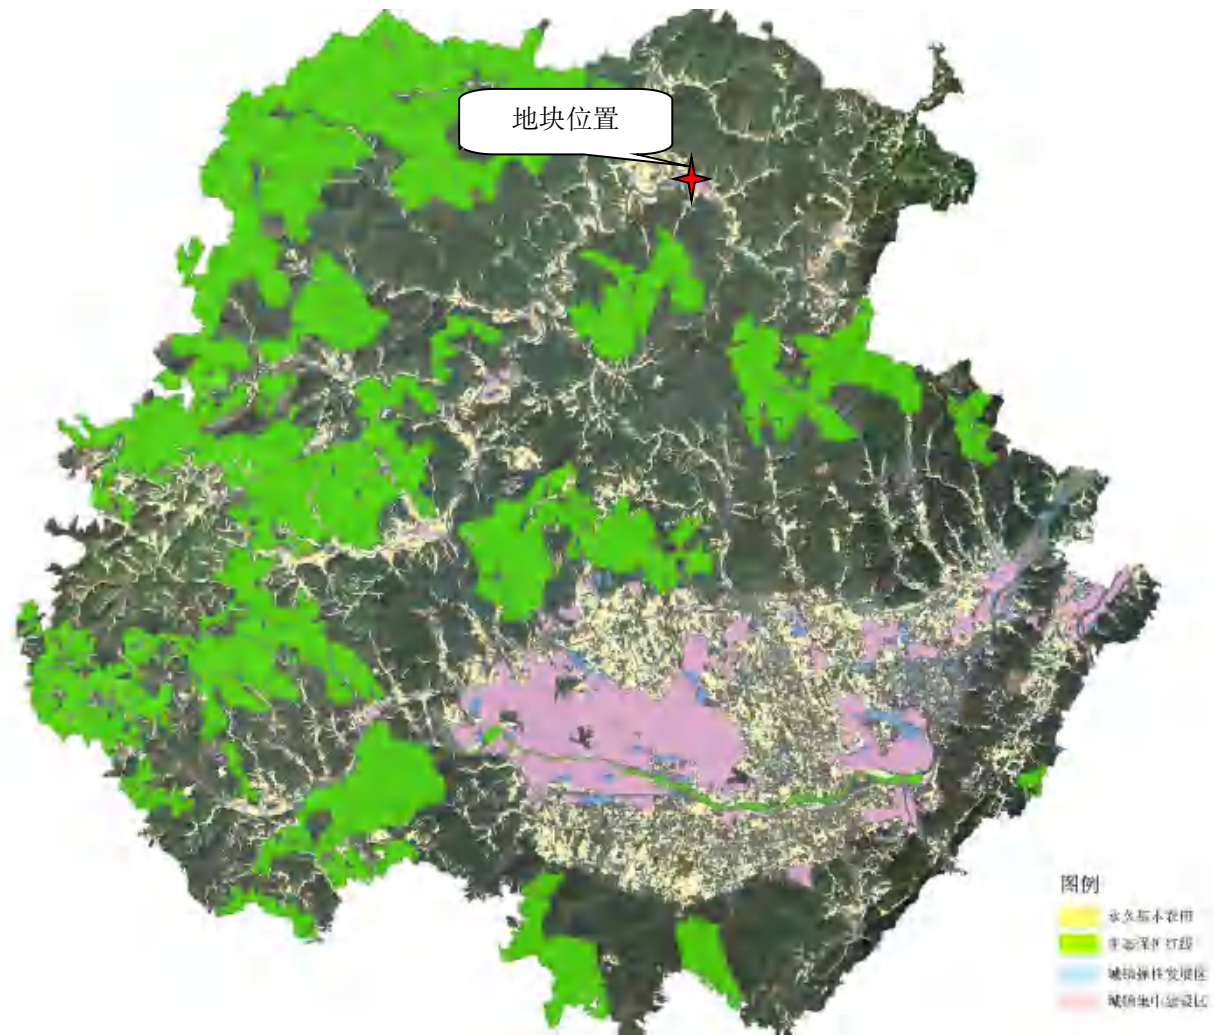 地块位置
图例
永久基本农田
生态保护红线
城镇弹性发展区
城镇集中建设区